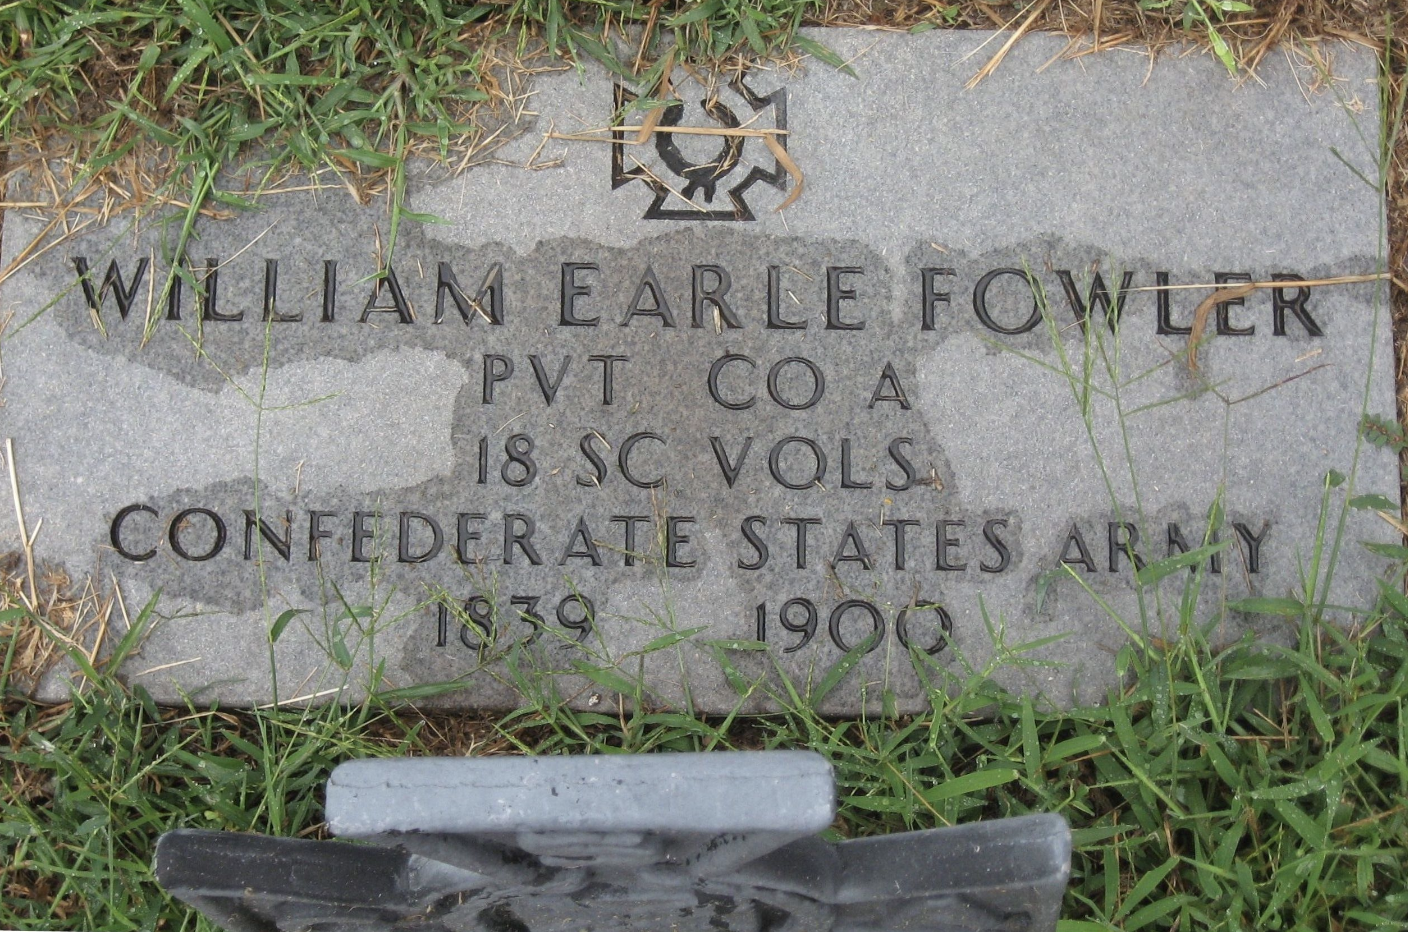 WILLIAM EARLE FOWLER
PVT CO A
18 SC VOLS
CONFEDERATE STATES ARMY
1839 1900